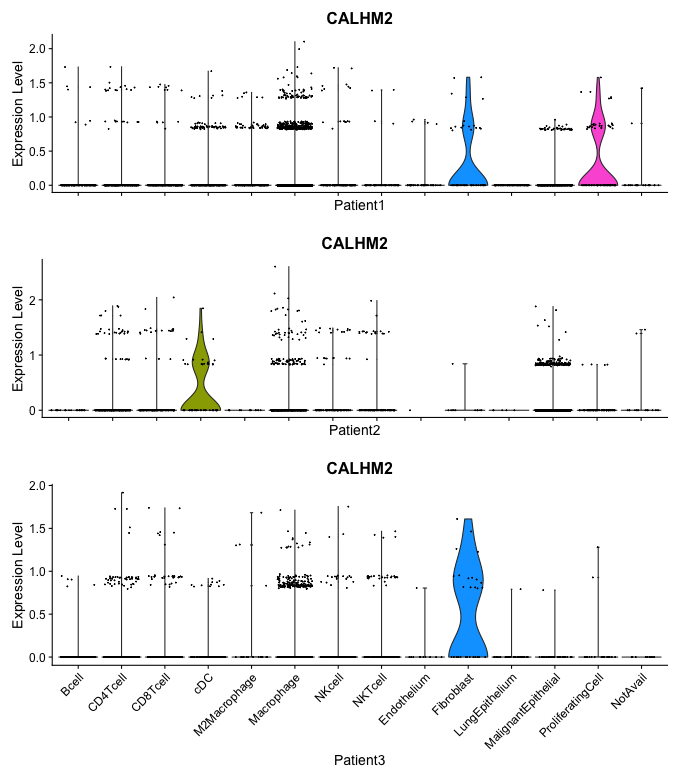 CALHM2
Expression Level
2.0
1.5
1.0
0.5
0.0
Patient1
CALHM2
Expression Level
2
1
0
Patient2
CALHM2
Expression Level
2.0
1.5
1.0
0.5
0.0
Bcell
CD4Tcell
CD8Tcell
cDC
M2Macrophage
Macrophage
NKcell
NKTcell
Endothelium
Fibroblast
LungEpithelium
MalignantEpithelial
ProliferatingCell
NotAvail
Patient3